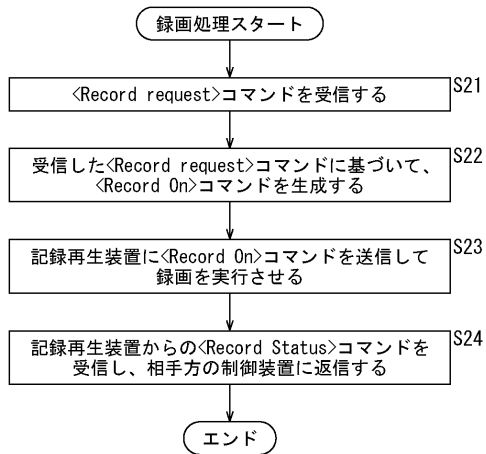 録画処理スタート
<Record request>コマンドを受信する
S21
受信した<Record request>コマンドに基づいて、
<Record On>コマンドを生成する
S22
記録再生装置に<Record On>コマンドを送信して
録画を実行させる
S23
記録再生装置からの<Record Status>コマンドを
受信し、相手方の制御装置に返信する
S24
エンド